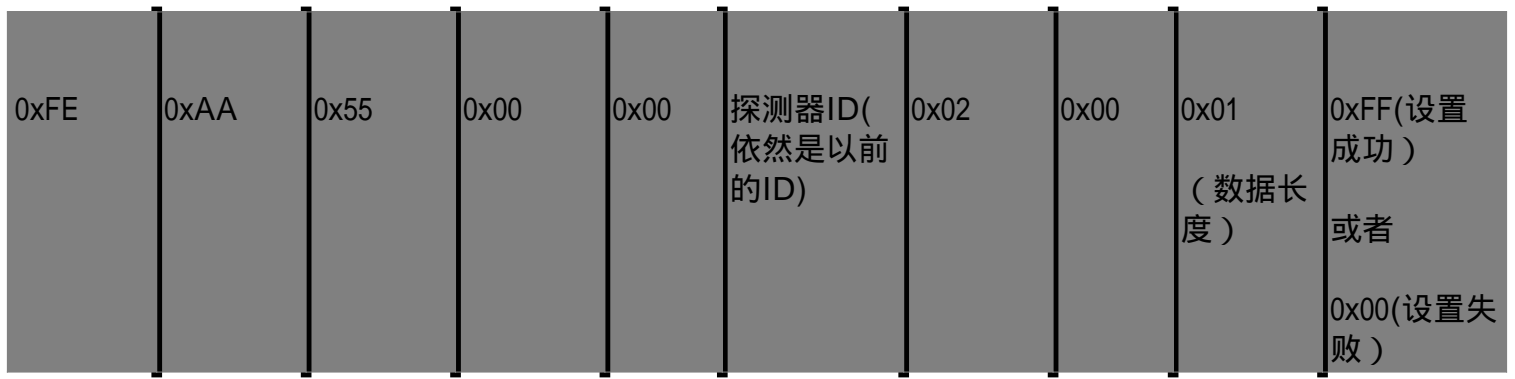 0xFE
0xAA
0x55
0x00
0x00
探测器ID(
依然是以前
的ID)
0x02
0x00
0x01
（数据长
度）
0xFF(设置
成功）
或者
0x00(设置失
败）